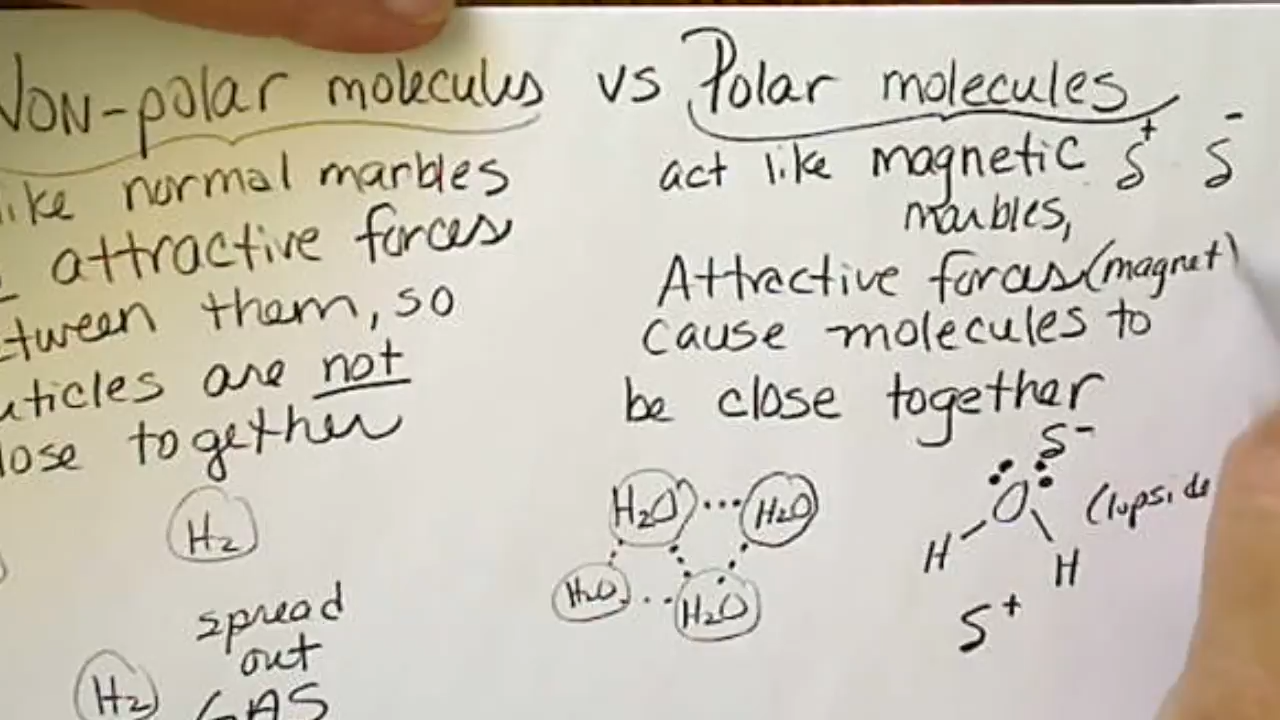 Non-polar molecules vs Polar molecules
like normal marbles
attractive forces
between them, so
particles are not
close together
H₂
spread
out
H₂ GAS
act like magnetic δ⁺ δ⁻
marbles,
Attractive forces (magnet)
cause molecules to
be close together
H₂O ... H₂O
H₂O ... H₂O
δ⁻
O
H H
(lopside
δ⁺